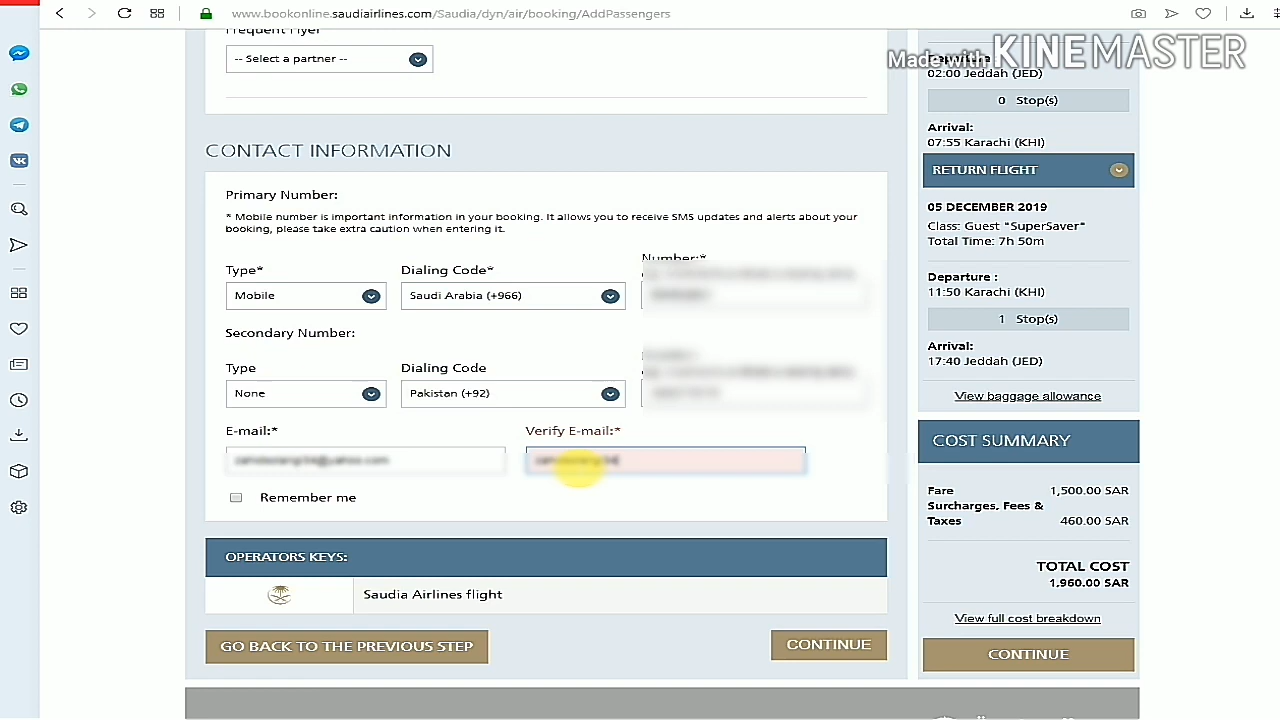 www.bookonline.saudiairlines.com/Saudia/dyn/air/booking/AddPassengers
Made with KINEMASTER
Frequent Flyer
-- Select a partner --
CONTACT INFORMATION
Primary Number:
* Mobile number is important information in your booking. It allows you to receive SMS updates and alerts about your
booking, please take extra caution when entering it.
Type*
Dialing Code*
Number:*
Mobile
Saudi Arabia (+966)
Secondary Number:
Type
Dialing Code
None
Pakistan (+92)
E-mail:*
Verify E-mail:*
Remember me
OPERATORS KEYS:
Saudia Airlines flight
GO BACK TO THE PREVIOUS STEP
CONTINUE
Departure :
02:00 Jeddah (JED)
0 Stop(s)
Arrival:
07:55 Karachi (KHI)
RETURN FLIGHT
05 DECEMBER 2019
Class: Guest "SuperSaver"
Total Time: 7h 50m
Departure :
11:50 Karachi (KHI)
1 Stop(s)
Arrival:
17:40 Jeddah (JED)
View baggage allowance
COST SUMMARY
Fare 1,500.00 SAR
Surcharges, Fees &
Taxes 460.00 SAR
TOTAL COST
1,960.00 SAR
View full cost breakdown
CONTINUE